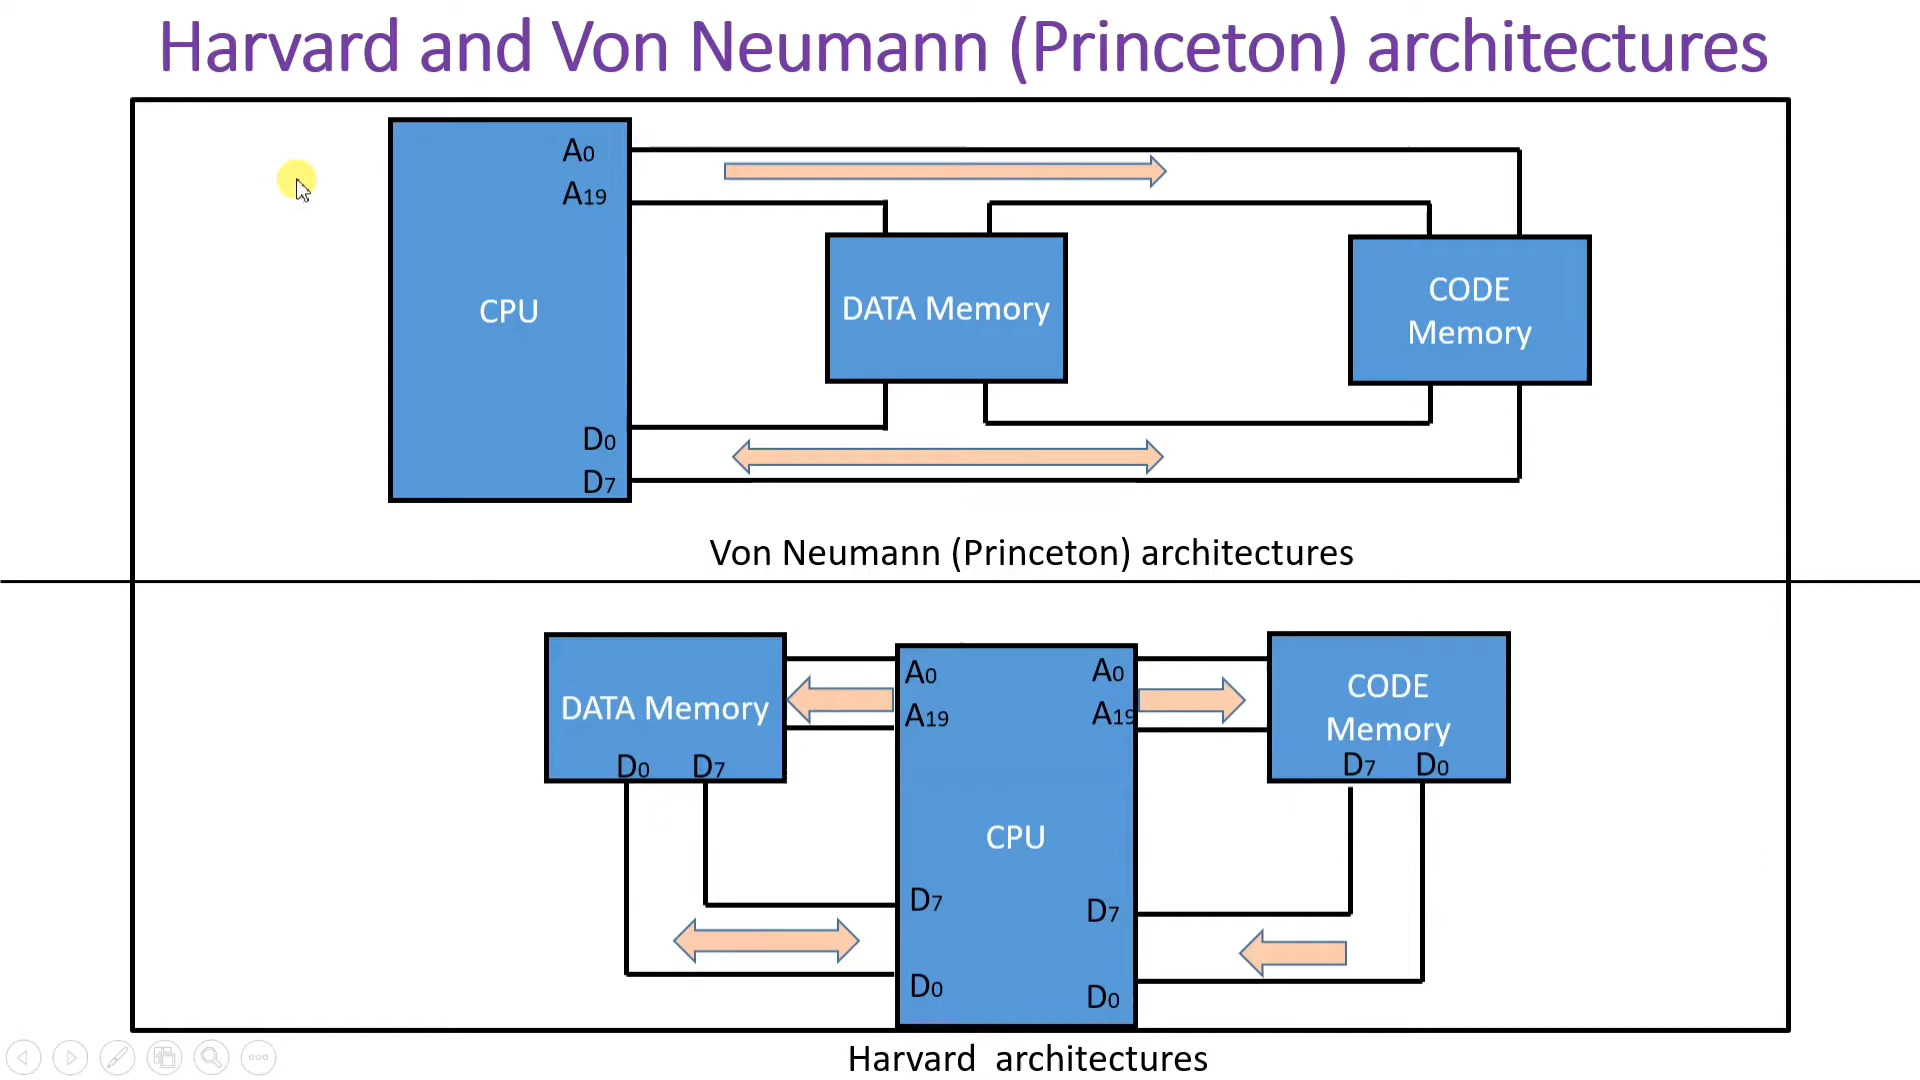 Harvard and Von Neumann (Princeton) architectures
A0
A19
CPU
D0
D7
DATA Memory
CODE
Memory
Von Neumann (Princeton) architectures
DATA Memory
D0 D7
A0
A19
A0
A19
CPU
D7
D0
D7
D0
CODE
Memory
D7 D0
Harvard architectures